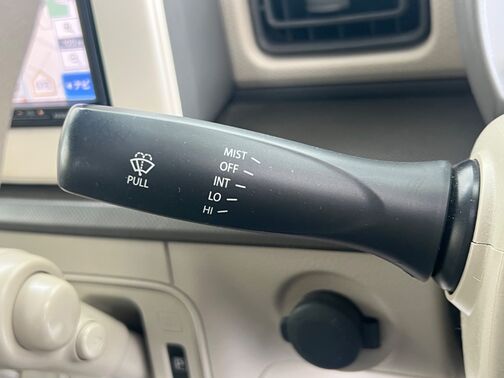 ナビ
MIST
OFF
INT
LO
HI
PULL